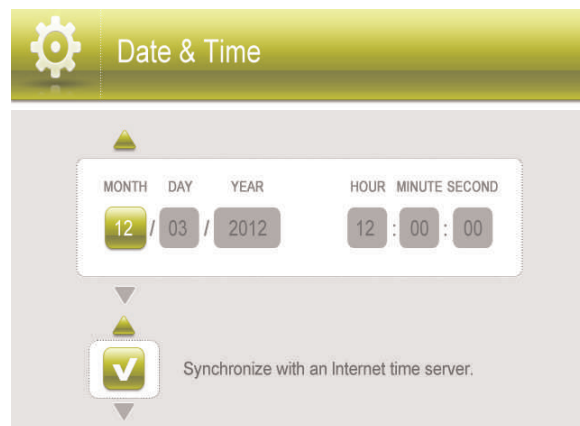 Date & Time
MONTH DAY YEAR HOUR MINUTE SECOND
12 / 03 / 2012 12 : 00 : 00
Synchronize with an Internet time server.